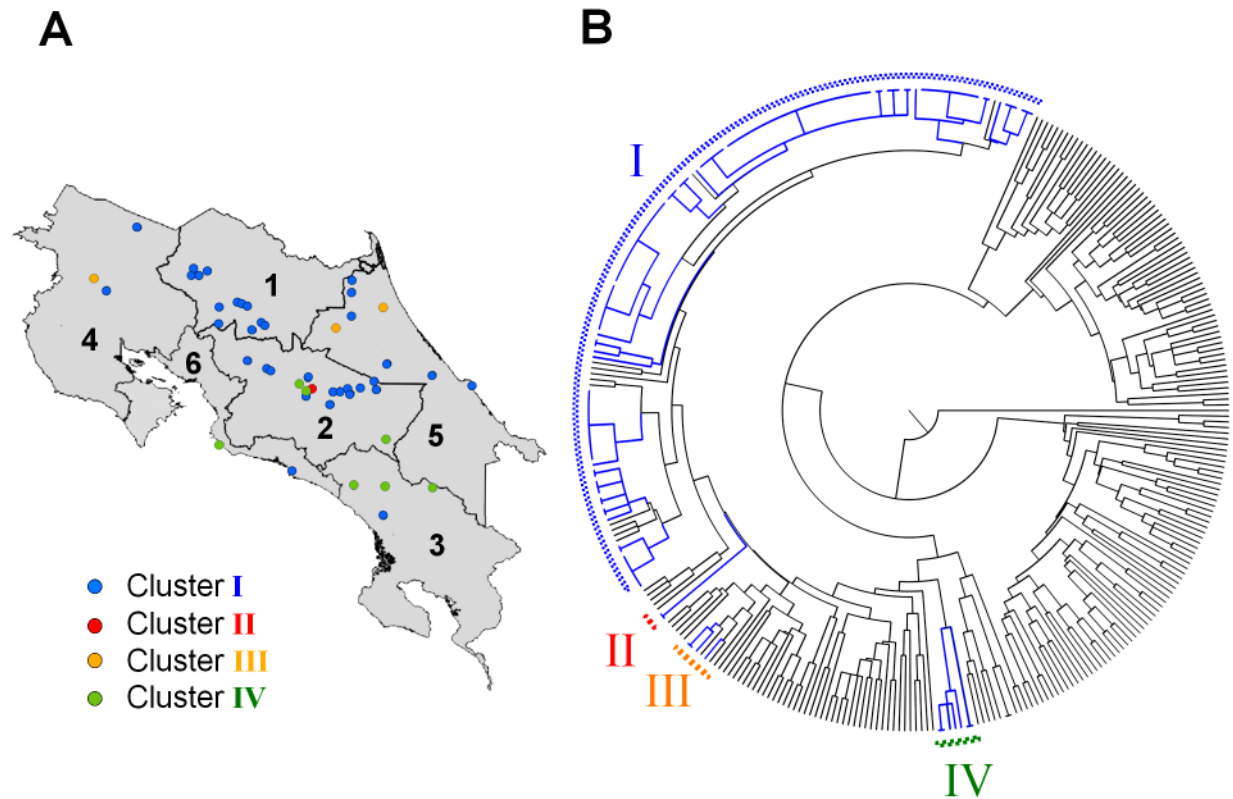 A
B
I
1
4
6
2
5
3
Cluster I
Cluster II
Cluster III
Cluster IV
II
III
IV